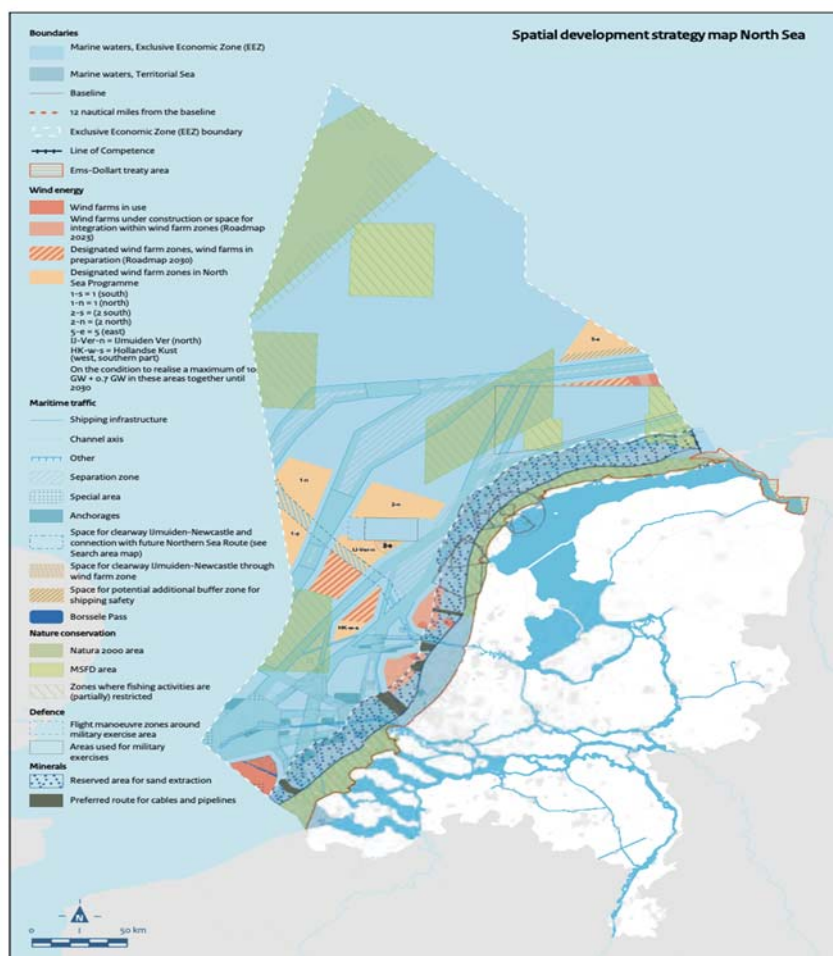 Spatial development strategy map North Sea
Boundaries
Marine waters, Exclusive Economic Zone (EEZ)
Marine waters, Territorial Sea
Baseline
12 nautical miles from the baseline
Exclusive Economic Zone (EEZ) boundary
Line of Competence
Ems-Dollart treaty area
Wind energy
Wind farms in use
Wind farms under construction or space for
integration within wind farm zones (Roadmap
2023)
Designated wind farm zones, wind farms in
preparation (Roadmap 2030)
Designated wind farm zones in North
Sea Programme
1-s = 1 (south)
1-n = 1 (north)
2-s = (2 south)
2-n = (2 north)
5-e = 5 (east)
IJ-Ver-n = IJmuiden Ver (north)
HK-w-s = Hollandse Kust
(west, southern part)
On the condition to realise a maximum of 10
GW + 0.7 GW in these areas together until
2030
Maritime traffic
Shipping infrastructure
Channel axis
Other
Separation zone
Special area
Anchorages
Space for clearway IJmuiden-Newcastle and
connection with future Northern Sea Route (see
Search area map)
Space for clearway IJmuiden-Newcastle through
wind farm zone
Space for potential additional buffer zone for
shipping safety
Borssele Pass
Nature conservation
Natura 2000 area
MSFD area
Zones where fishing activities are
(partially) restricted
Defence
Flight manoeuvre zones around
military exercise area
Areas used for military
exercises
Minerals
Reserved area for sand extraction
Preferred route for cables and pipelines
5-e
1-n
2-n
1-s
IJ-Ver-n
HK-w-s
N
0
50 km